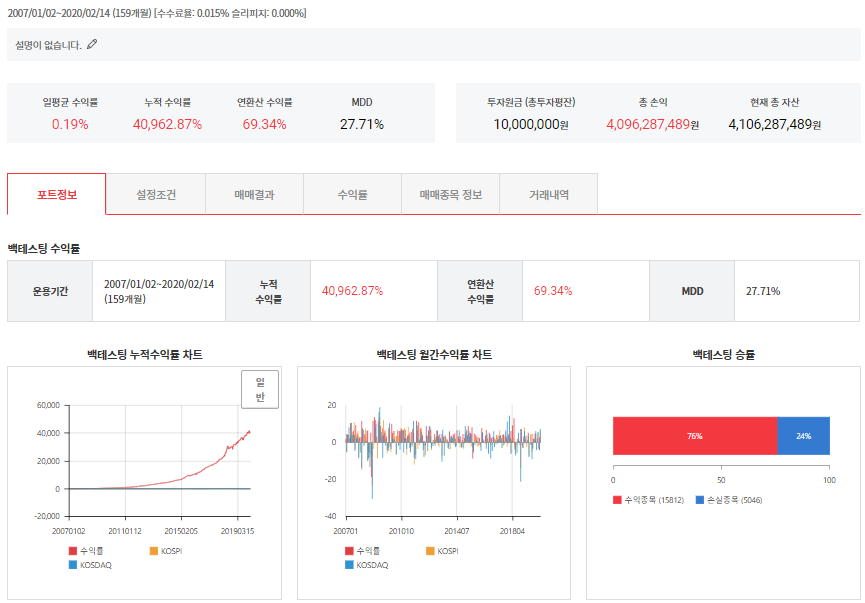 2007/01/02~2020/02/14 (159개월) [수수료율: 0.015% 슬리피지: 0.000%]
설명이 없습니다.
일평균 수익률 누적 수익률 연환산 수익률 MDD
0.19% 40,962.87% 69.34% 27.71%
투자원금 (총투자평잔) 총 손익 현재 총 자산
10,000,000원 4,096,287,489원 4,106,287,489원
포트정보 설정조건 매매결과 수익률 매매종목 정보 거래내역
백테스팅 수익률
운용기간 2007/01/02~2020/02/14 (159개월) 누적 수익률 40,962.87% 연환산 수익률 69.34% MDD 27.71%
백테스팅 누적수익률 차트
일반
60,000
40,000
20,000
0
-20,000
20070102 20110112 20150205 20190315
수익률 KOSPI
KOSDAQ
백테스팅 월간수익률 차트
20
0
-20
-40
200701 201010 201407 201804
수익률 KOSPI
KOSDAQ
백테스팅 승률
76% 24%
0 50 100
수익종목 (15812) 손실종목 (5046)